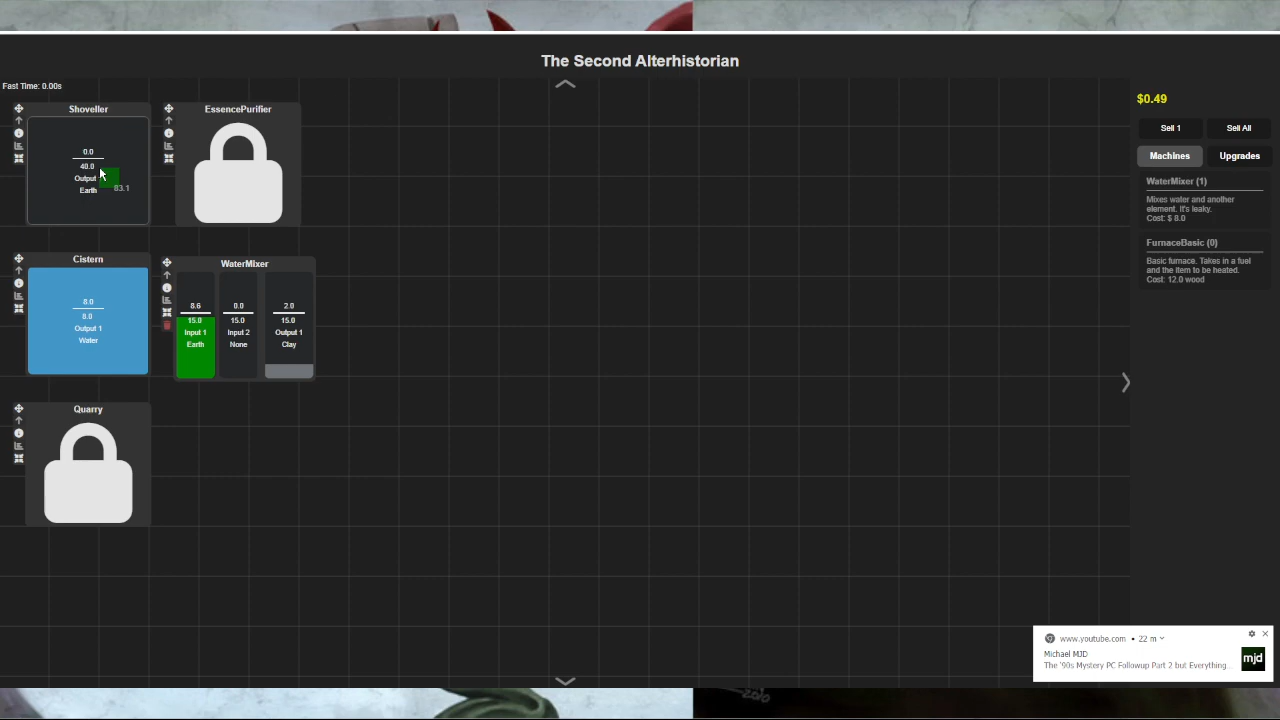 The Second Alterhistorian
Fast Time: 0.00s
Shoveller
0.0
40.0
Output
Earth
83.1
EssencePurifier
Cistern
8.0
8.0
Output 1
Water
WaterMixer
8.6
15.0
Input 1
Earth
0.0
15.0
Input 2
None
2.0
15.0
Output 1
Clay
Quarry
$0.49
Sell 1
Sell All
Machines
Upgrades
WaterMixer (1)
Mixes water and another
element. It's leaky.
Cost: $ 8.0
FurnaceBasic (0)
Basic furnace. Takes in a fuel
and the item to be heated.
Cost: 12.0 wood
www.youtube.com • 22 m
Michael MJD
The '90s Mystery PC Followup Part 2 but Everything...
mjd